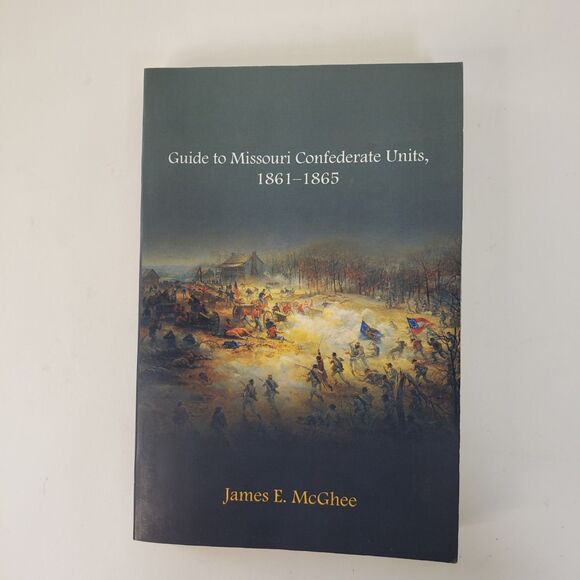 Guide to Missouri Confederate Units,
1861–1865
James E. McGhee